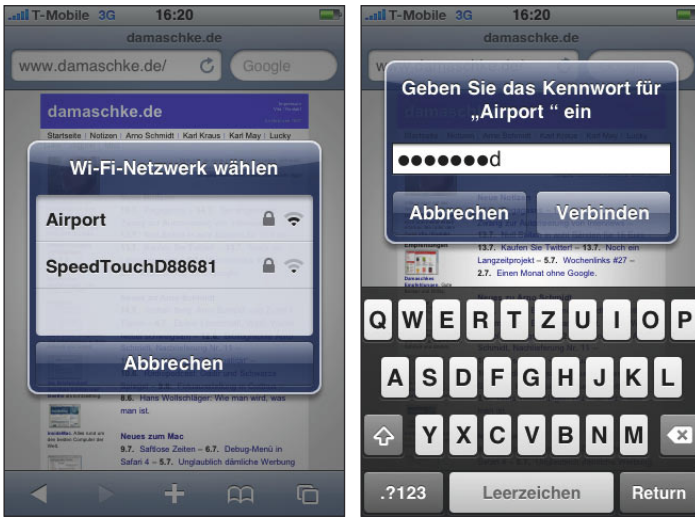 T-Mobile 3G 16:20
damaschke.de
www.damaschke.de/ Google
damaschke.de
Startseite | Notizen | Arno Schmidt | Karl Kraus | Karl May | Lucky
Wi-Fi-Netzwerk wählen
Airport
SpeedTouchD88681
Abbrechen
8.6. Hans Wollschläger. Wie man wird, was
man ist.
Neues zum Mac
9.7. Saftlose Zeiten – 6.7. Debug-Menü in
Safari 4 – 5.7. Unglaublich dämliche Werbung
T-Mobile 3G 16:20
damaschke.de
Geben Sie das Kennwort für
„Airport “ ein
●●●●●●●d
Abbrechen Verbinden
13.7. Kaufen Sie Twitter! – 13.7. Noch ein
Langzeitprojekt – 5.7. Wochenlinks #27 –
2.7. Einen Monat ohne Google.
Q W E R T Z U I O P
A S D F G H J K L
Y X C V B N M
.?123 Leerzeichen Return